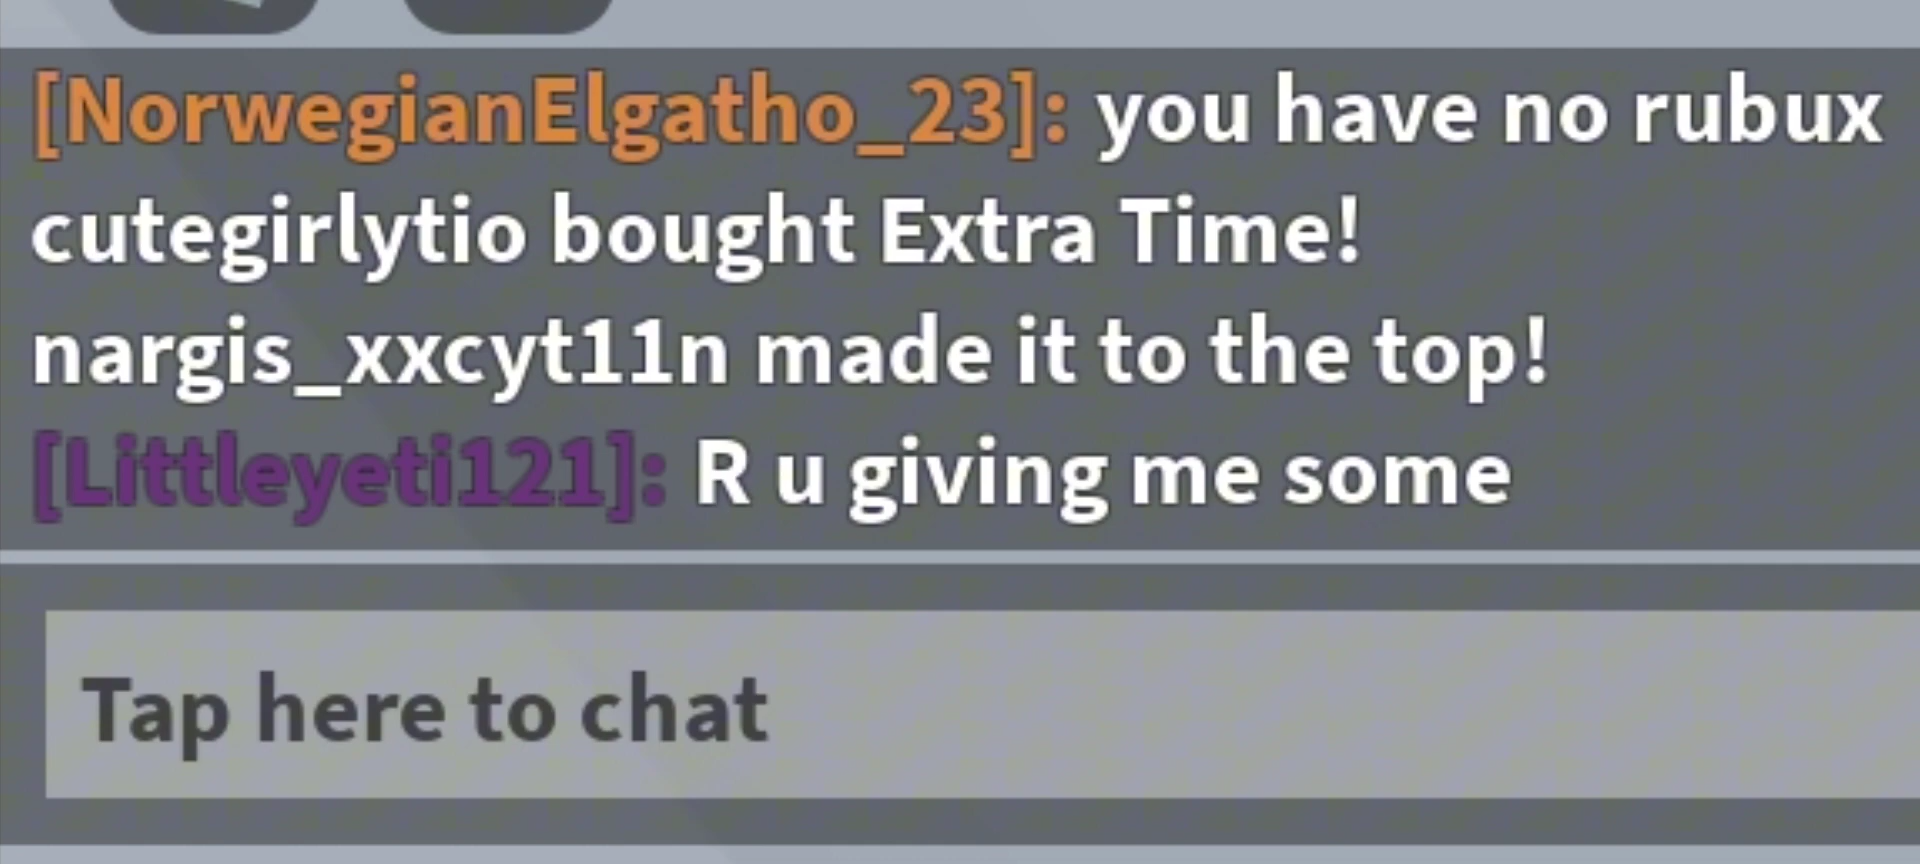 [NorwegianElgatho_23]: you have no rubux
cutegirlytio bought Extra Time!
nargis_xxcyt11n made it to the top!
[Littleyeti121]: R u giving me some
Tap here to chat